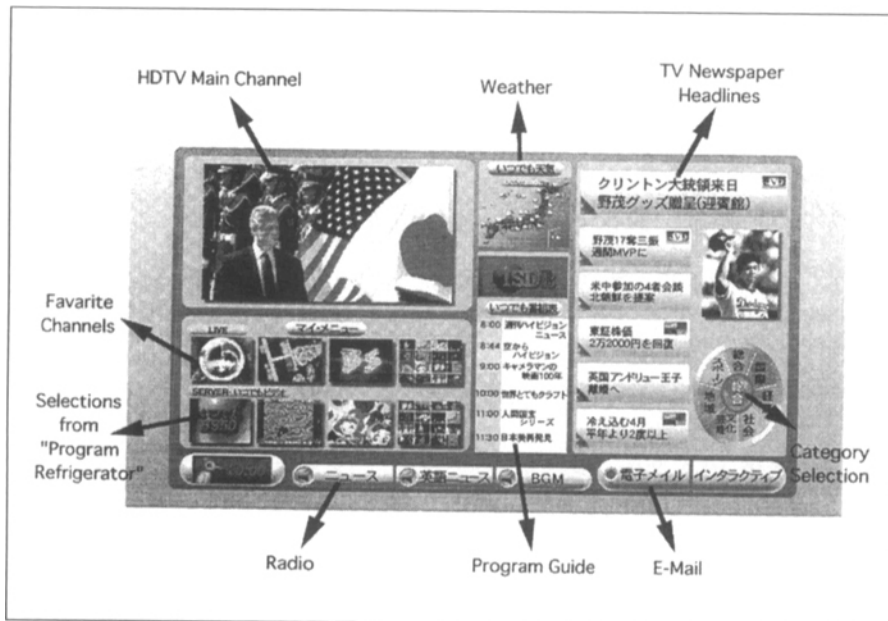 HDTV Main Channel
Weather
TV Newspaper
Headlines
いつでも天気
クリントン大統領来日
野茂グッズ贈呈(迎賓館)
野茂17奪三振
週間MVPに
米中参加の4者会談
北朝鮮を提案
東証株価
2万2000円を回復
英国アンドリュー王子
離婚へ
冷え込む4月
平年より2度以上
Dodgers
総合
国際
社会
文化
スポーツ
Favarite
Channels
LIVE
マイ・メニュー
SERVER・いつでもビデオ
Selections
from
"Program
Refrigerator"
いつでも番組表
8:00 週刊ハイビジョン
ニュース
8:44 空から
ハイビジョン
9:00 キャメラマンの
映画100年
10:00 世界とてもクラフト
11:00 人間国宝
シリーズ
11:30 日本発再発見
ニュース
英語ニュース
BGM
電子メイル
インタラクティブ
Category
Selection
Radio
Program Guide
E-Mail